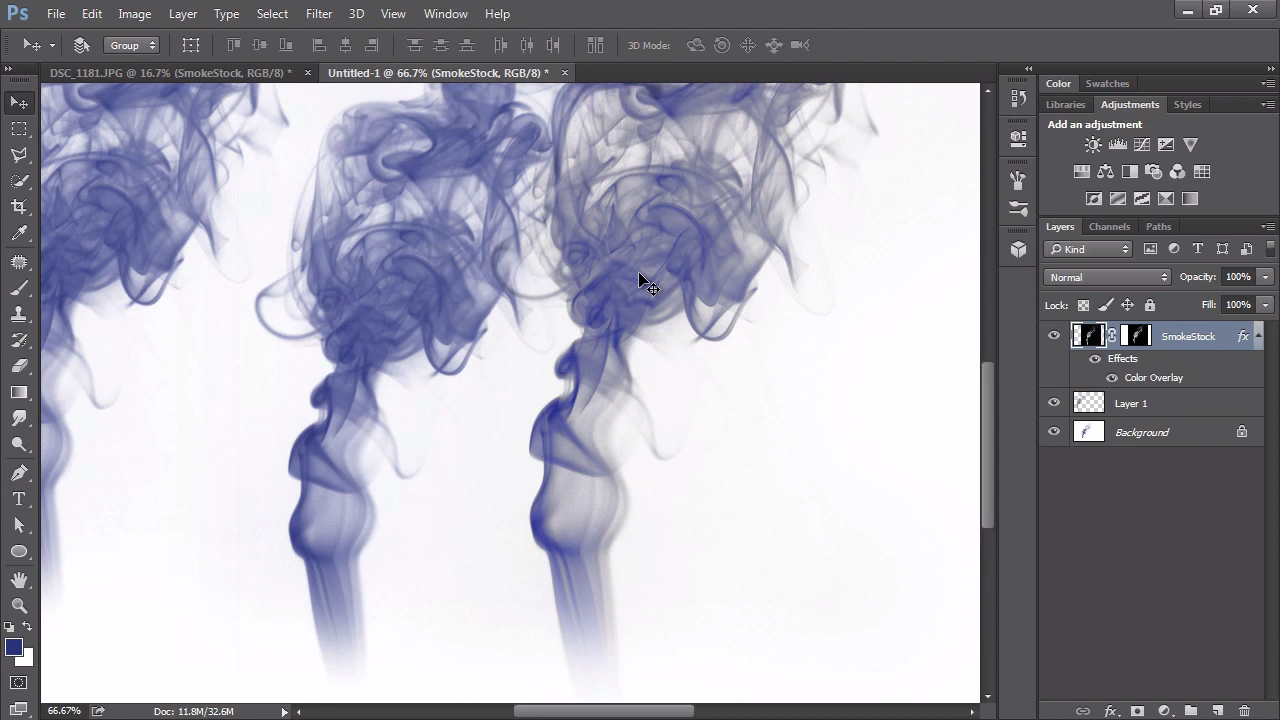 Ps File Edit Image Layer Type Select Filter 3D View Window Help
Group 3D Mode:
DSC_1181.JPG @ 16.7% (SmokeStock, RGB/8) * × Untitled-1 @ 66.7% (SmokeStock, RGB/8) * ×
Color Swatches
Libraries Adjustments Styles
Add an adjustment
Layers Channels Paths
Kind
Normal Opacity: 100%
Lock: Fill: 100%
SmokeStock fx
Effects
Color Overlay
Layer 1
Background
T
66.67% Doc: 11.8M/32.6M
fx